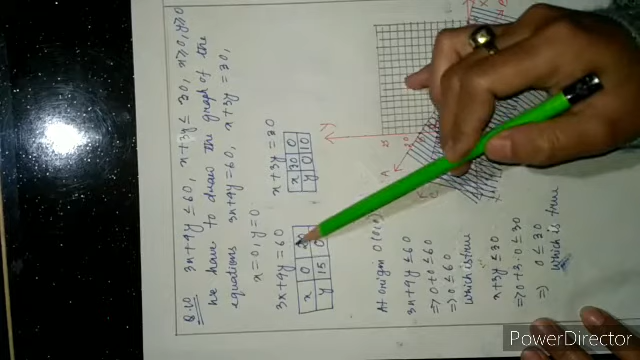 Q.10 3x+4y ≤ 60, x+3y ≤ 30, x≥0, y≥0
We have to draw the graph of the
equations 3x+4y=60, x+3y=30,
x=0, y=0
3x+4y=60
x 0 20
y 15 0
x+3y=30
x 30 0
y 0 10
At origin O(0,0)
3x+4y ≤ 60
=> 0+0 ≤ 60
=> 0 ≤ 60
which is true
x+3y ≤ 30
=> 0+3·0 ≤ 30
=> 0 ≤ 30
which is true
Y
PowerDirector